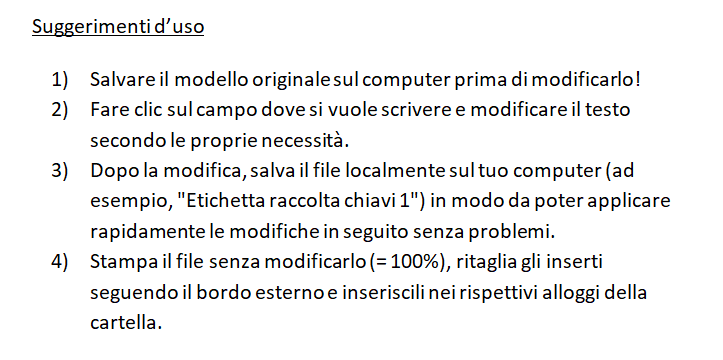 Suggerimenti d’uso
1) Salvare il modello originale sul computer prima di modificarlo!
2) Fare clic sul campo dove si vuole scrivere e modificare il testo
secondo le proprie necessità.
3) Dopo la modifica, salva il file localmente sul tuo computer (ad
esempio, "Etichetta raccolta chiavi 1") in modo da poter applicare
rapidamente le modifiche in seguito senza problemi.
4) Stampa il file senza modificarlo (= 100%), ritaglia gli inserti
seguendo il bordo esterno e inseriscili nei rispettivi alloggi della
cartella.